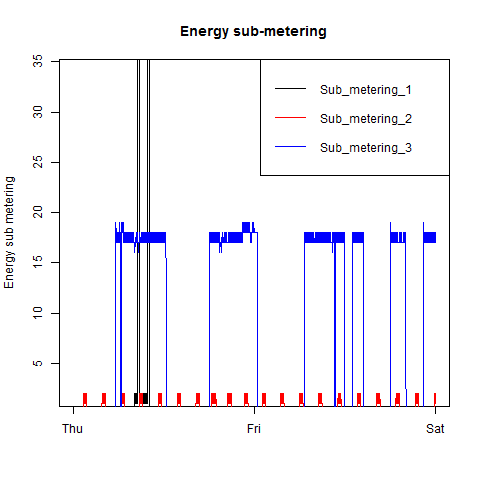 Energy sub-metering
Energy sub metering
35
30
25
20
15
10
5
Sub_metering_1
Sub_metering_2
Sub_metering_3
Thu
Fri
Sat